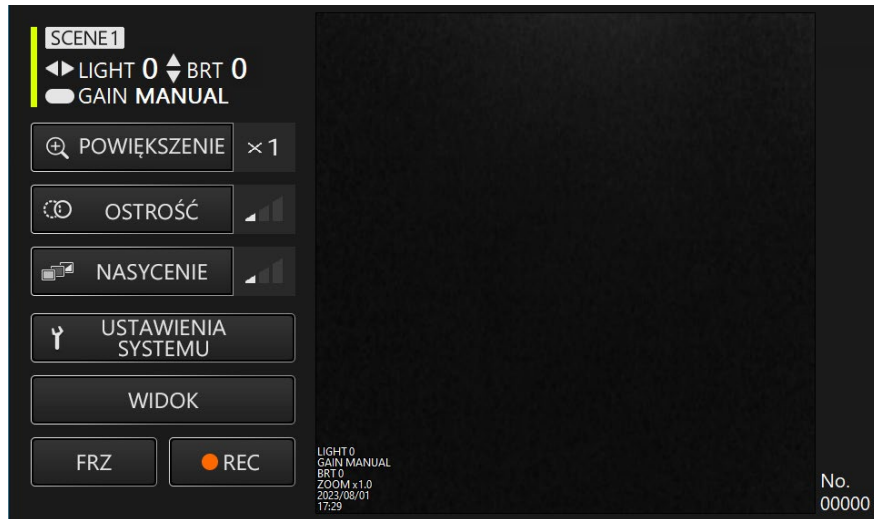 SCENE1
LIGHT 0 BRT 0
GAIN MANUAL
POWIĘKSZENIE ×1
OSTROŚĆ
NASYCENIE
USTAWIENIA
SYSTEMU
WIDOK
FRZ REC
LIGHT 0
GAIN MANUAL
BRT 0
ZOOM x1.0
2023/08/01
17:29
No.
00000